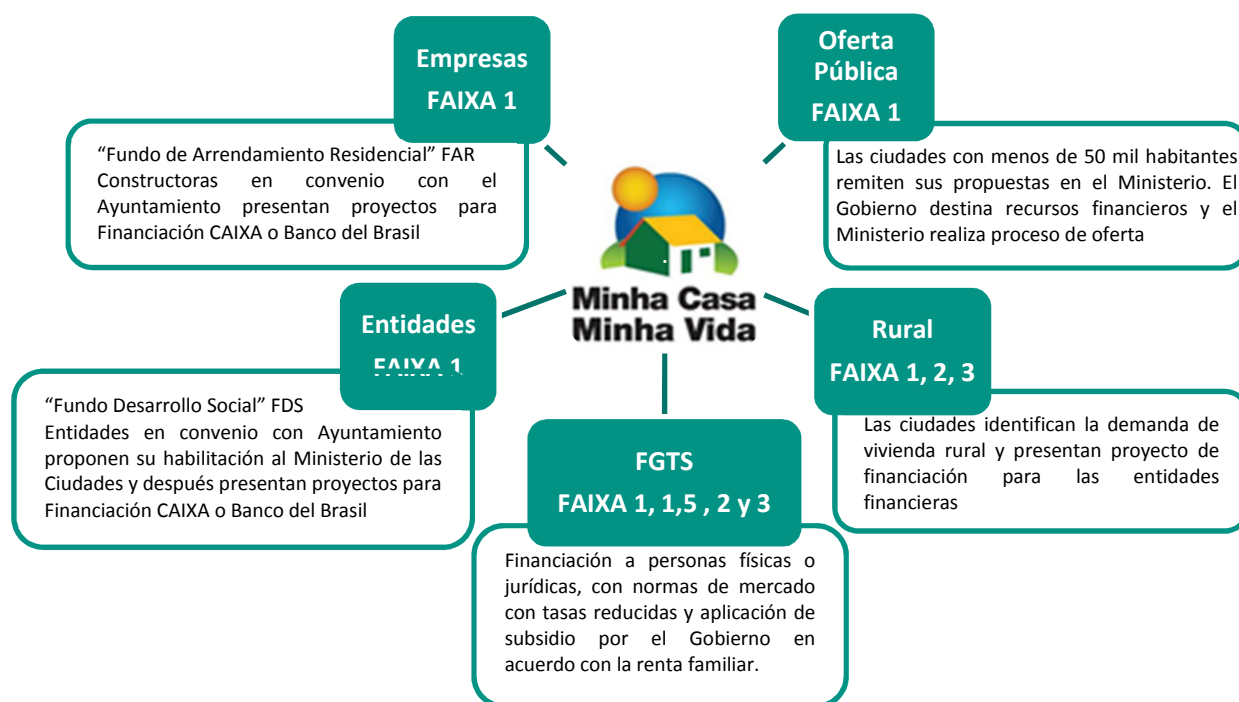 Empresas
FAIXA 1
“Fundo de Arrendamiento Residencial” FAR
Constructoras en convenio con el
Ayuntamiento presentan proyectos para
Financiación CAIXA o Banco del Brasil
Oferta
Pública
FAIXA 1
Las ciudades con menos de 50 mil habitantes
remiten sus propuestas en el Ministerio. El
Gobierno destina recursos financieros y el
Ministerio realiza proceso de oferta
Minha Casa
Minha Vida
Entidades
FAIXA 1
“Fundo Desarrollo Social” FDS
Entidades en convenio con Ayuntamiento
proponen su habilitación al Ministerio de las
Ciudades y después presentan proyectos para
Financiación CAIXA o Banco del Brasil
Rural
FAIXA 1, 2, 3
Las ciudades identifican la demanda de
vivienda rural y presentan proyecto de
financiación para las entidades
financieras
FGTS
FAIXA 1, 1,5 , 2 y 3
Financiación a personas físicas o
jurídicas, con normas de mercado
con tasas reducidas y aplicación de
subsidio por el Gobierno en
acuerdo con la renta familiar.